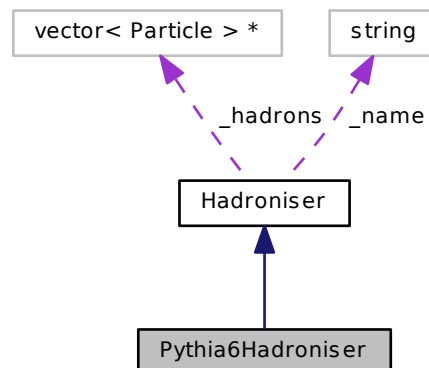 vector< Particle > *
string
_hadrons
_name
Hadroniser
Pythia6Hadroniser